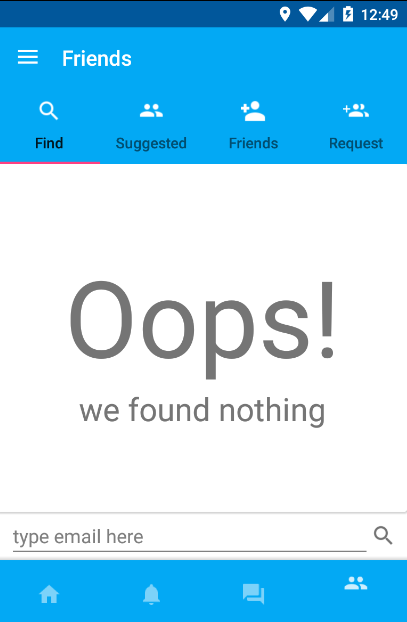 12:49
Friends
Find
Suggested
Friends
Request
Oops!
we found nothing
type email here